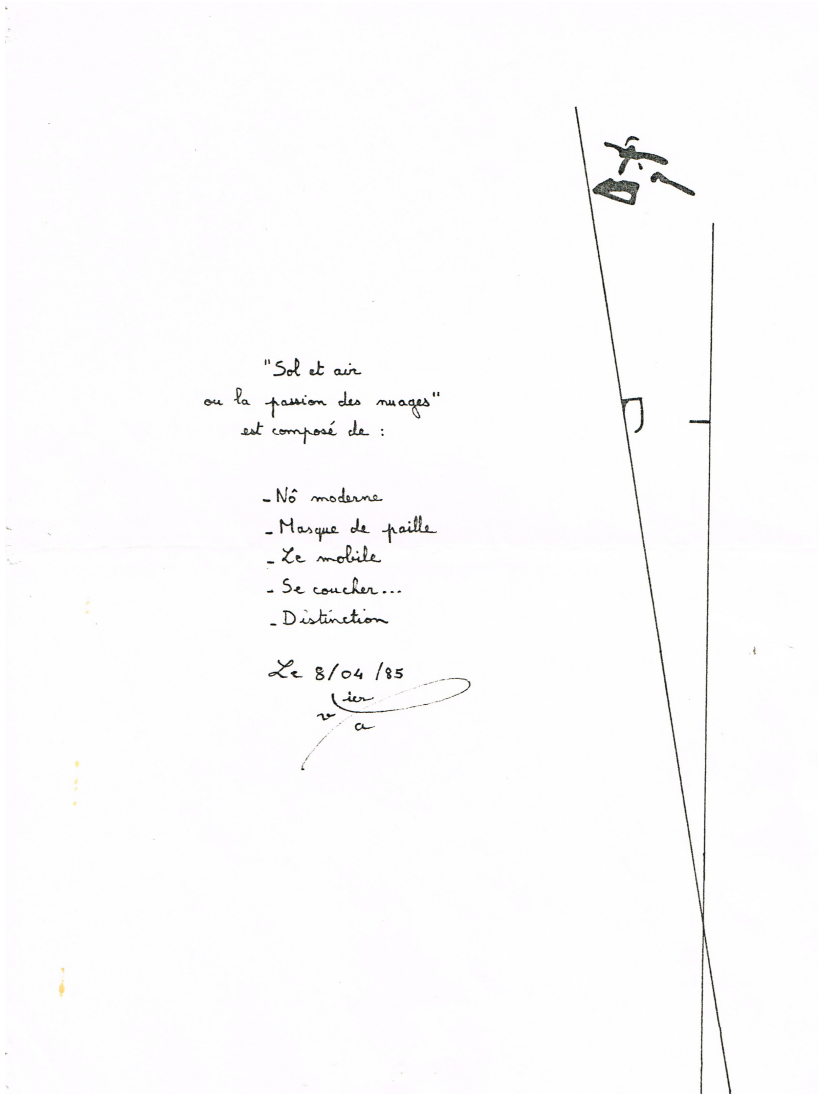 "Sol et air
ou la passion des nuages"
est composé de :
- Nô moderne
- Masque de paille
- Le mobile
- Se coucher...
- Distinction
Le 8/04/85